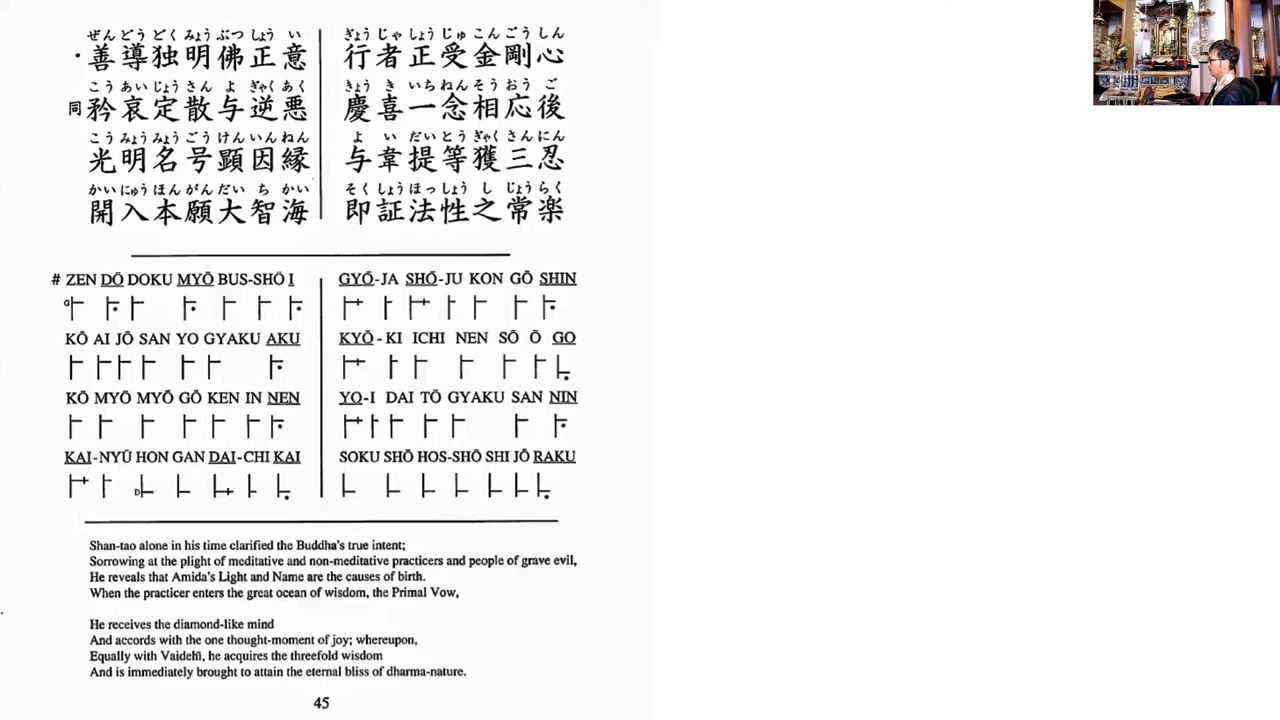 ぜんどうどくみょうぶつしょうい
・善導独明佛正意
こうあいじょうさんよぎゃくあく
同 矜哀定散与逆悪
こうみょうみょうごうけんいんねん
光明名号顕因縁
かいにゅうほんがんだいちかい
開入本願大智海
ぎょうじゃしょうじゅこんごうしん
行者正受金剛心
きょうきいちねんそうおうご
慶喜一念相応後
よいだいとうぎゃくさんにん
与韋提等獲三忍
そくしょうほっしょうしじょうらく
即証法性之常楽
# ZEN DŌ DOKU MYŌ BUS-SHŌ I
G
KŌ AI JŌ SAN YO GYAKU AKU
KŌ MYŌ MYŌ GŌ KEN IN NEN
KAI-NYŪ HON GAN DAI-CHI KAI
D
GYŌ-JA SHŌ-JU KON GŌ SHIN
KYŌ-KI ICHI NEN SŌ Ō GO
YO-I DAI TŌ GYAKU SAN NIN
SOKU SHŌ HOS-SHŌ SHI JŌ RAKU
Shan-tao alone in his time clarified the Buddha's true intent;
Sorrowing at the plight of meditative and non-meditative practicers and people of grave evil,
He reveals that Amida's Light and Name are the causes of birth.
When the practicer enters the great ocean of wisdom, the Primal Vow,
He receives the diamond-like mind
And accords with the one thought-moment of joy; whereupon,
Equally with Vaidehī, he acquires the threefold wisdom
And is immediately brought to attain the eternal bliss of dharma-nature.
45